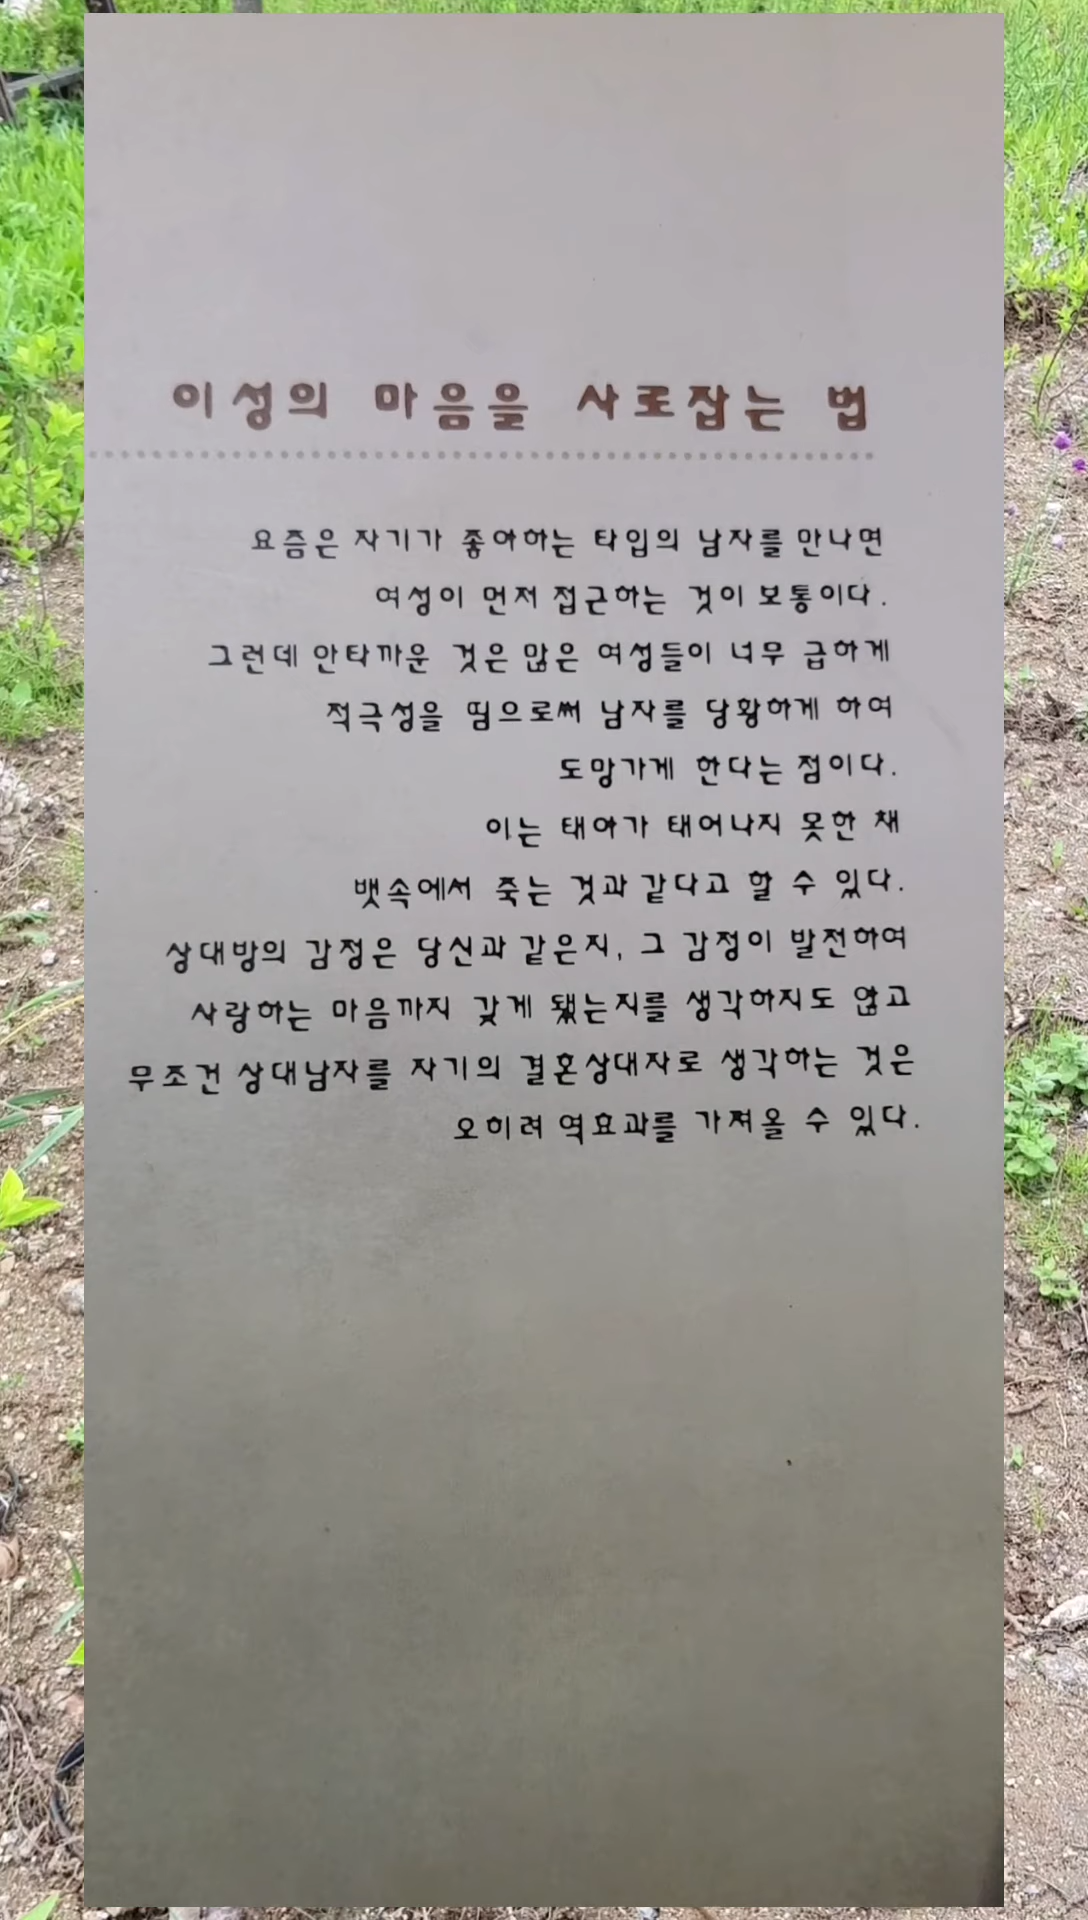 이성의 마음을 사로잡는 법
요즘은 자기가 좋아하는 타입의 남자를 만나면
여성이 먼저 접근하는 것이 보통이다.
그런데 안타까운 것은 많은 여성들이 너무 급하게
적극성을 띔으로써 남자를 당황하게 하여
도망가게 한다는 점이다.
이는 태아가 태어나지 못한 채
뱃속에서 죽는 것과 같다고 할 수 있다.
상대방의 감정은 당신과 같은지, 그 감정이 발전하여
사랑하는 마음까지 갖게 됐는지를 생각하지도 않고
무조건 상대남자를 자기의 결혼상대자로 생각하는 것은
오히려 역효과를 가져올 수 있다.